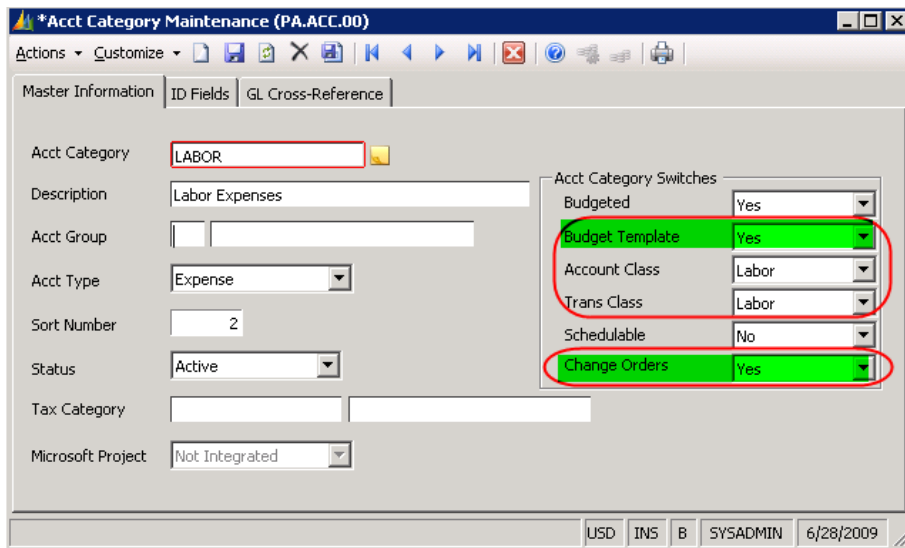 *Acct Category Maintenance (PA.ACC.00)
Actions Customize
Master Information ID Fields GL Cross-Reference
Acct Category LABOR
Description Labor Expenses
Acct Group
Acct Type Expense
Sort Number 2
Status Active
Tax Category
Microsoft Project Not Integrated
Acct Category Switches
Budgeted Yes
Budget Template Yes
Account Class Labor
Trans Class Labor
Schedulable No
Change Orders Yes
USD INS B SYSADMIN 6/28/2009